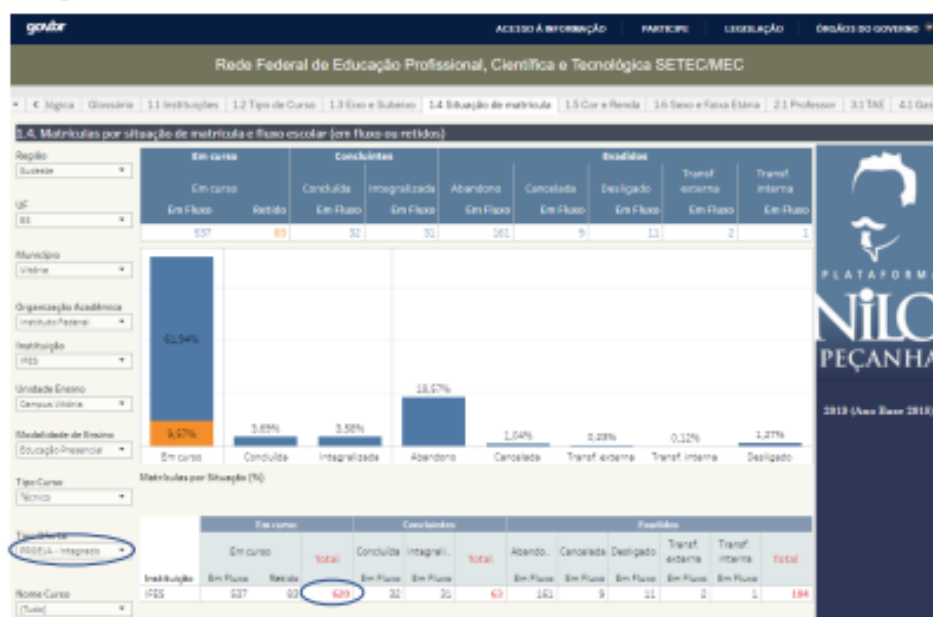 govbr
ACESSO À INFORMAÇÃO PARTICIPE LEGISLAÇÃO ÓRGÃOS DO GOVERNO
Rede Federal de Educação Profissional, Científica e Tecnológica SETEC/MEC
lógica Glossário 1.1 Instituições 1.2 Tipo de Curso 1.3 Eixo e Subeixo 1.4 Situação de matrícula 1.5 Cor e Renda 1.6 Sexo e Faixa Etária 2.1 Professor 3.1 TAE 4.1 Gas
1.4. Matrículas por situação de matrícula e fluxo escolar (em fluxo ou retidos)
Região
Sudeste
UF
ES
Município
Vitória
Organização Acadêmica
Instituto Federal
Instituição
IFES
Unidade Ensino
Campus Vitória
Modalidade de Ensino
Educação Presencial
Tipo Curso
Técnico
Tipo Oferta
PROEJA - Integrado
Nome Curso
(Tudo)
Em curso Concluintes Evadidos
Em curso Concluída Integralizada Abandono Cancelada Desligado Transf. externa Transf. interna
Em Fluxo Retido Em Fluxo Em Fluxo Em Fluxo Em Fluxo Em Fluxo Em Fluxo Em Fluxo
537 83 32 31 161 9 11 2 1
61,94%
9,57%
3,69%
3,58%
18,57%
1,04%
0,23%
0,12%
1,27%
Em curso Concluída Integralizada Abandono Cancelada Transf. externa Transf. interna Desligado
Matrículas por Situação (%)
Em curso Concluintes Evadidos
Em curso Total Concluída Integrali.. Total Abando.. Cancelada Desligado Transf. externa Transf. interna Total
Instituição Em Fluxo Retido Em Fluxo Em Fluxo Em Fluxo Em Fluxo Em Fluxo Em Fluxo Em Fluxo
IFES 537 83 620 32 31 63 161 9 11 2 1 184
PLATAFORMA
NILO
PEÇANHA
2019 (Ano Base 2018)